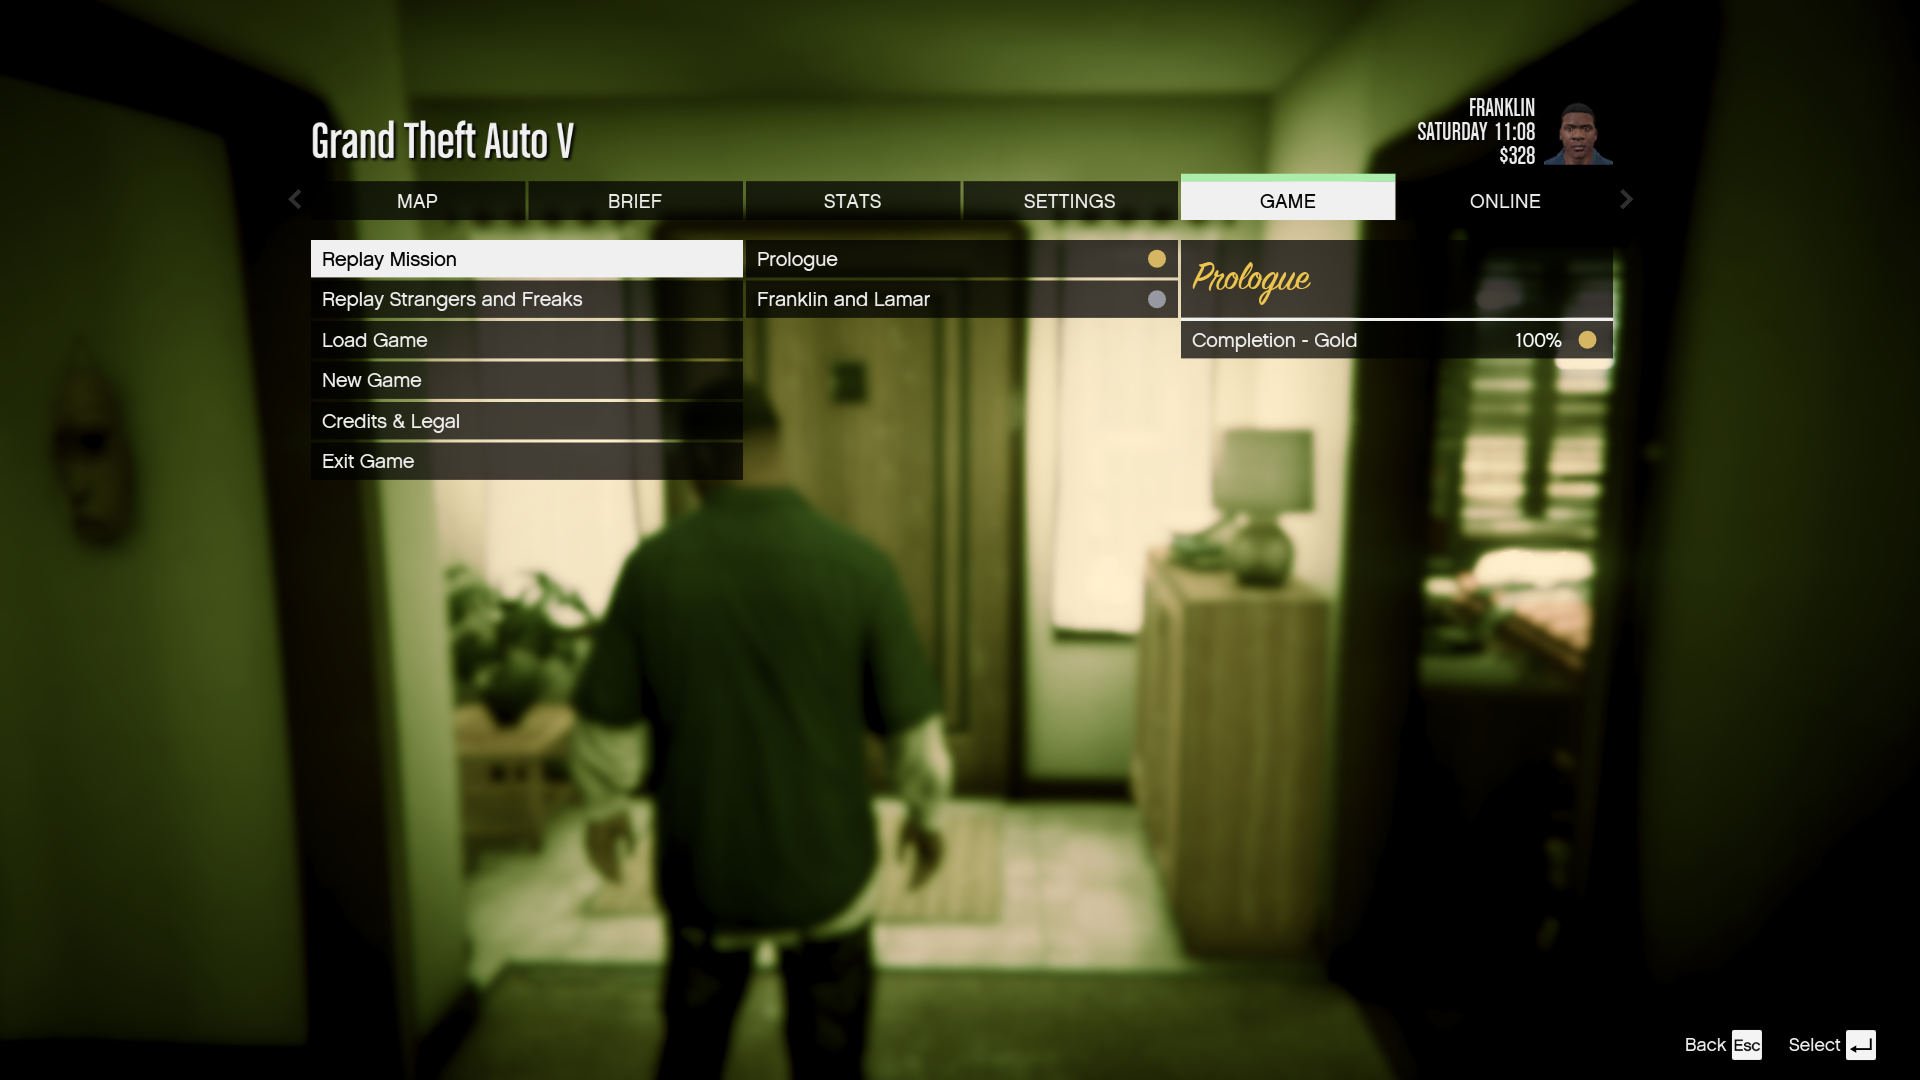 Grand Theft Auto V
FRANKLIN
SATURDAY 11:08
$328
MAP BRIEF STATS SETTINGS GAME ONLINE
Replay Mission
Replay Strangers and Freaks
Load Game
New Game
Credits & Legal
Exit Game
Prologue
Franklin and Lamar
Prologue
Completion - Gold 100%
Back Esc Select